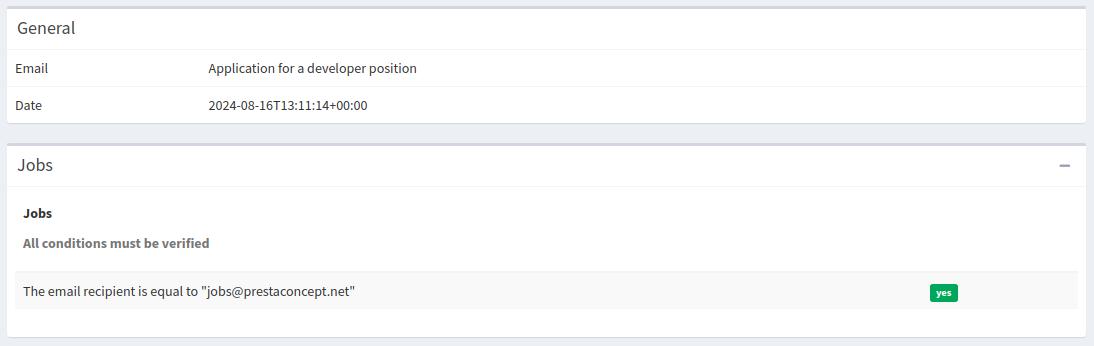 General
Email Application for a developer position
Date 2024-08-16T13:11:14+00:00
Jobs
Jobs
All conditions must be verified
The email recipient is equal to "jobs@prestaconcept.net" yes